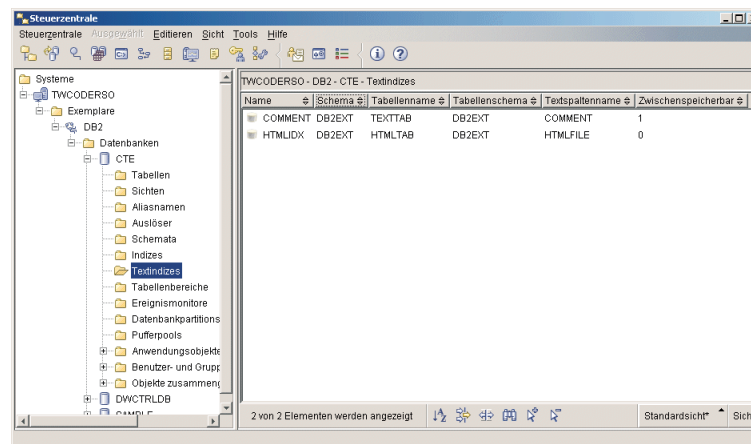 Steuerzentrale
Steuerzentrale Ausgewählt Editieren Sicht Tools Hilfe
Systeme
TWCODERSO
Exemplare
DB2
Datenbanken
CTE
Tabellen
Sichten
Aliasnamen
Auslöser
Schemata
Indizes
Textindizes
Tabellenbereiche
Ereignismonitore
Datenbankpartitions
Pufferpools
Anwendungsobjekte
Benutzer- und Grupp
Objekte zusammeng
DWCTRLDB
SAMPLE
TWCODERSO - DB2 - CTE - Textindizes
Name Schema Tabellenname Tabellenschema Textspaltenname Zwischenspeicherbar
COMMENT DB2EXT TEXTTAB DB2EXT COMMENT 1
HTMLIDX DB2EXT HTMLTAB DB2EXT HTMLFILE 0
2 von 2 Elementen werden angezeigt Standardsicht* Sich